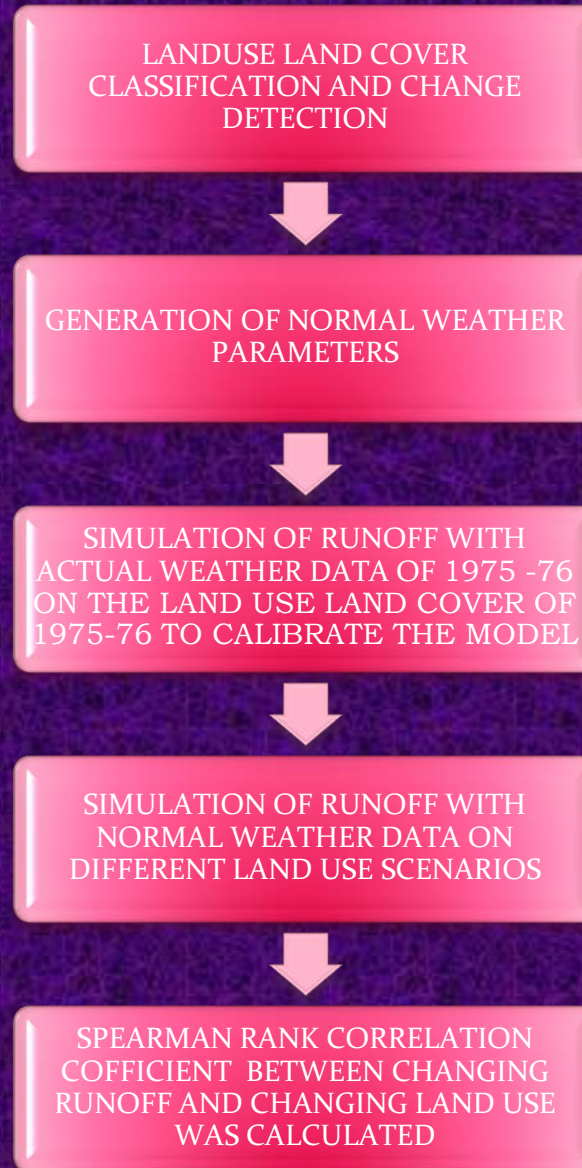 LANDUSE LAND COVER
CLASSIFICATION AND CHANGE
DETECTION
GENERATION OF NORMAL WEATHER
PARAMETERS
SIMULATION OF RUNOFF WITH
ACTUAL WEATHER DATA OF 1975 -76
ON THE LAND USE LAND COVER OF
1975-76 TO CALIBRATE THE MODEL
SIMULATION OF RUNOFF WITH
NORMAL WEATHER DATA ON
DIFFERENT LAND USE SCENARIOS
SPEARMAN RANK CORRELATION
COFFICIENT BETWEEN CHANGING
RUNOFF AND CHANGING LAND USE
WAS CALCULATED